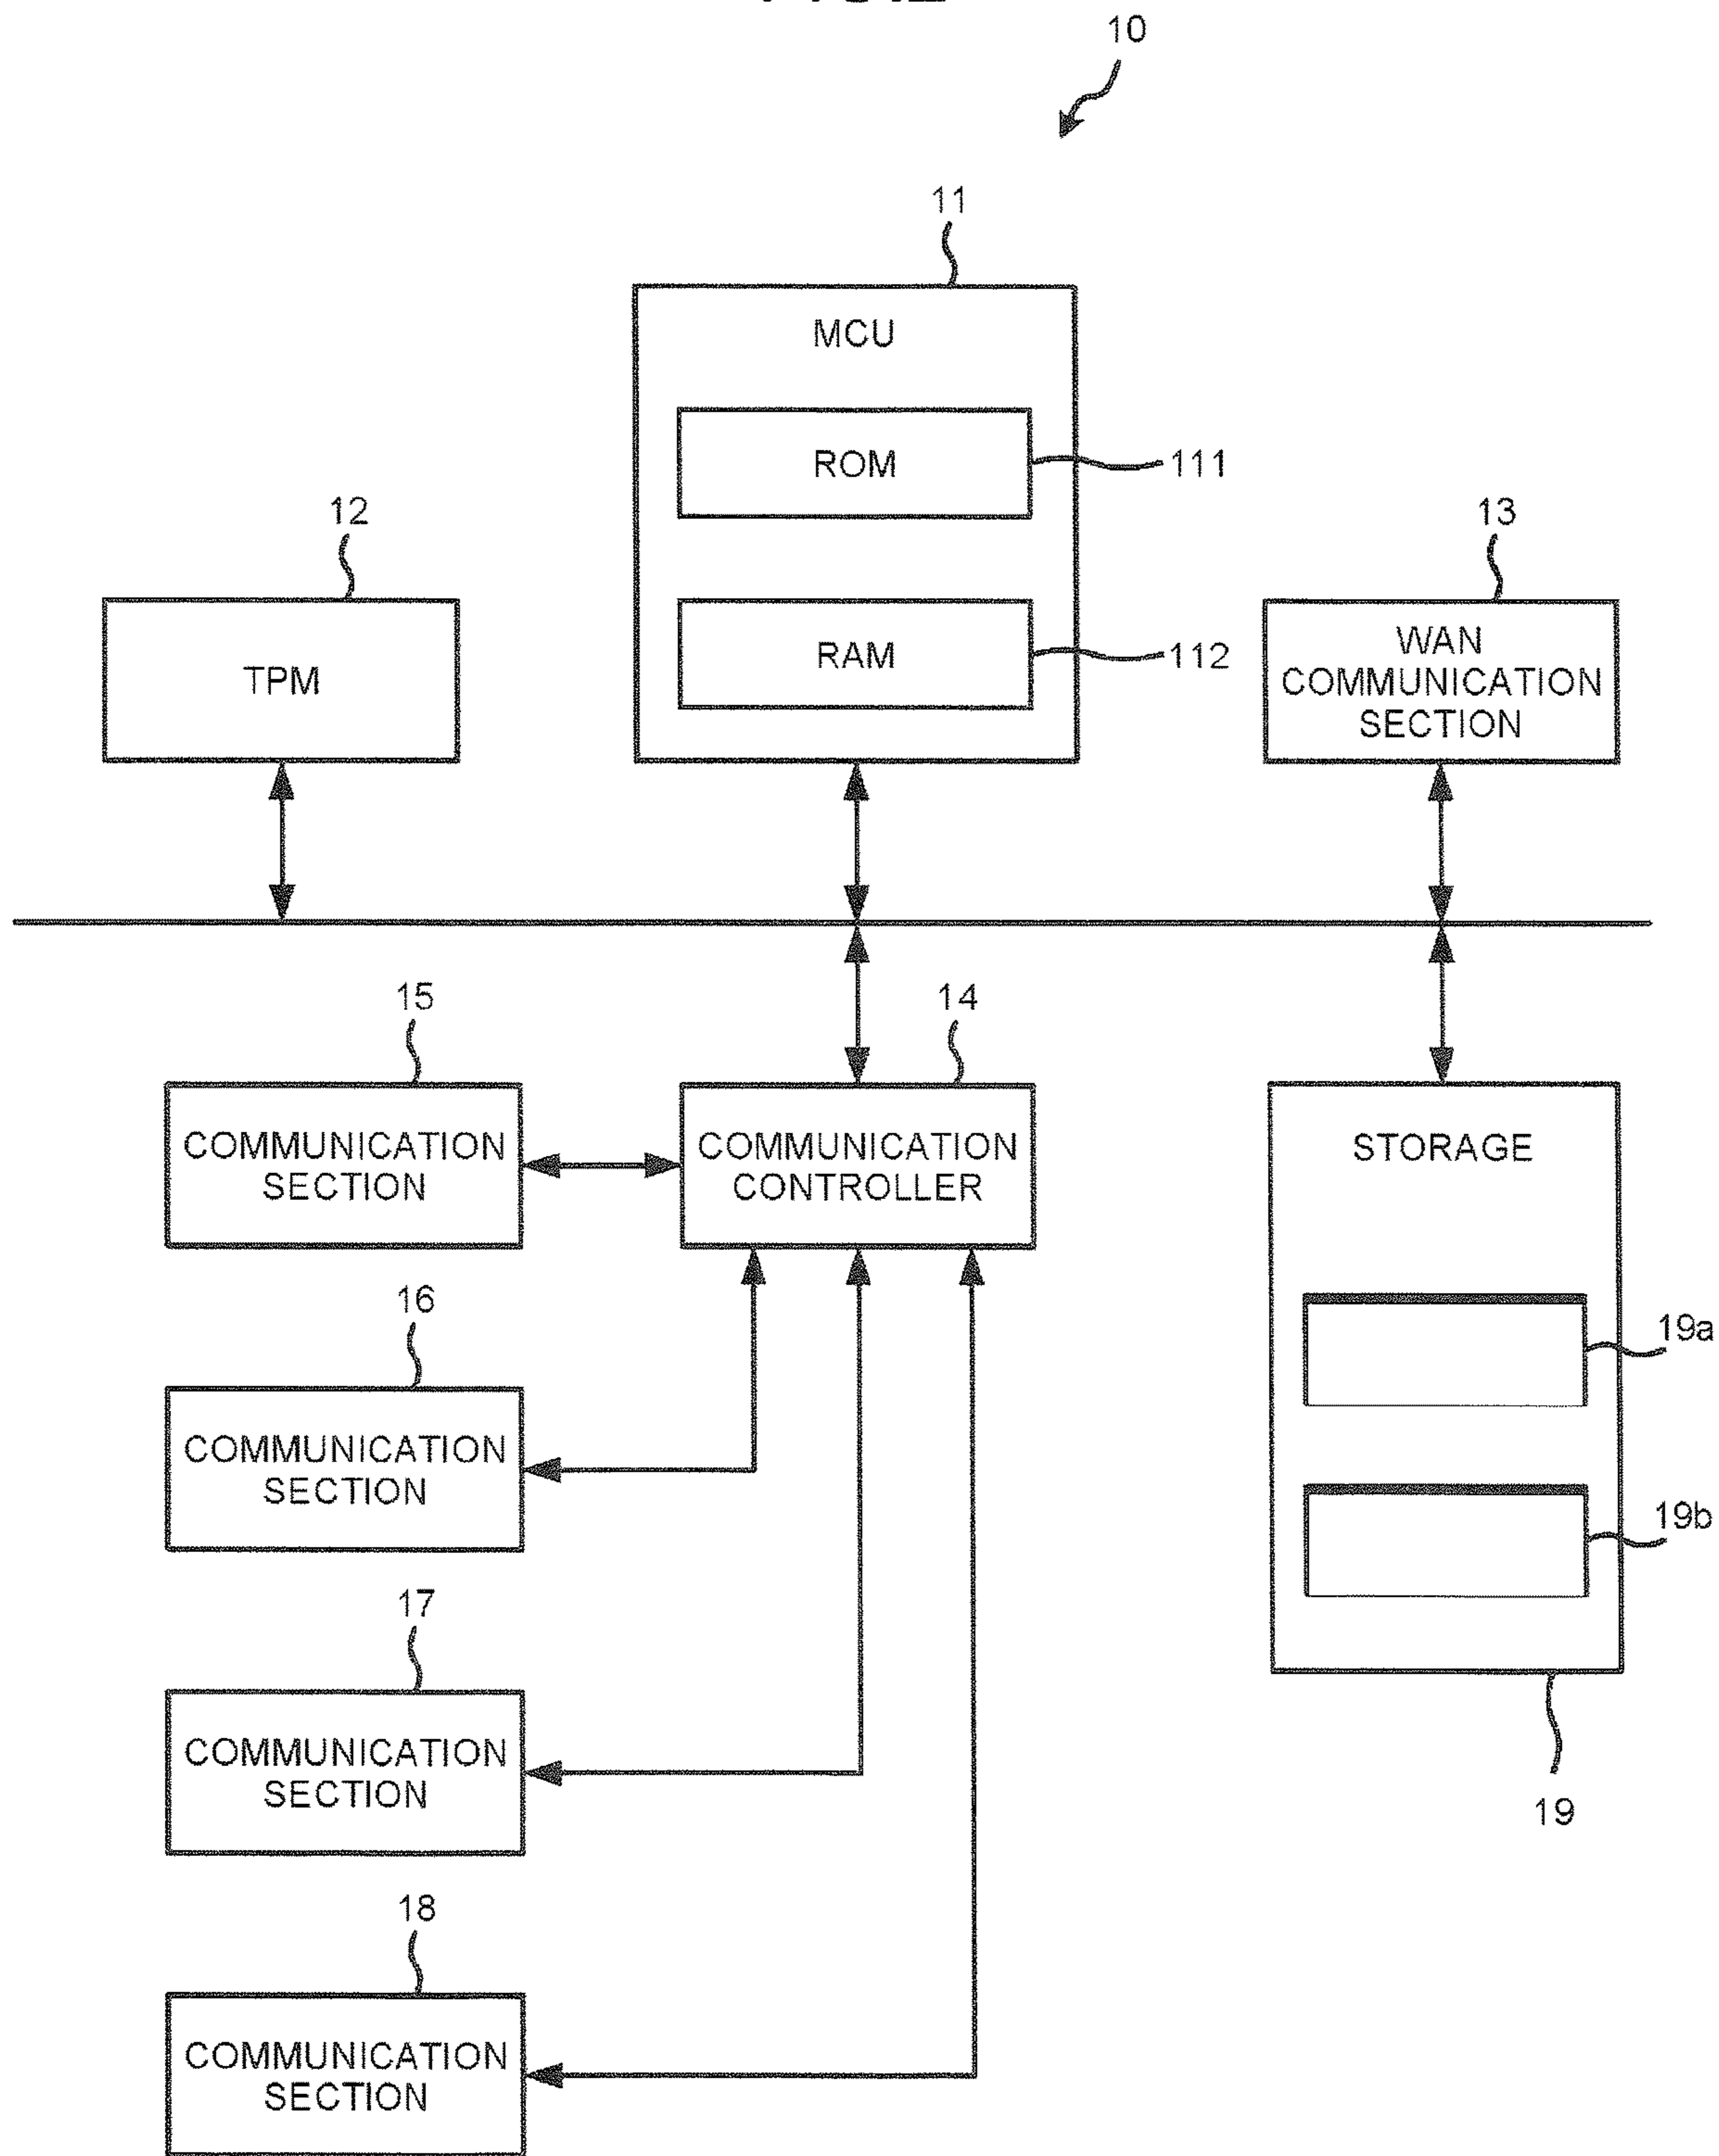 10
11
MCU
ROM
111
12
13
RAM
112
TPM
WAN
COMMUNICATION
SECTION
15
14
COMMUNICATION
SECTION
COMMUNICATION
CONTROLLER
STORAGE
16
19a
COMMUNICATION
SECTION
19b
17
COMMUNICATION
SECTION
19
18
COMMUNICATION
SECTION